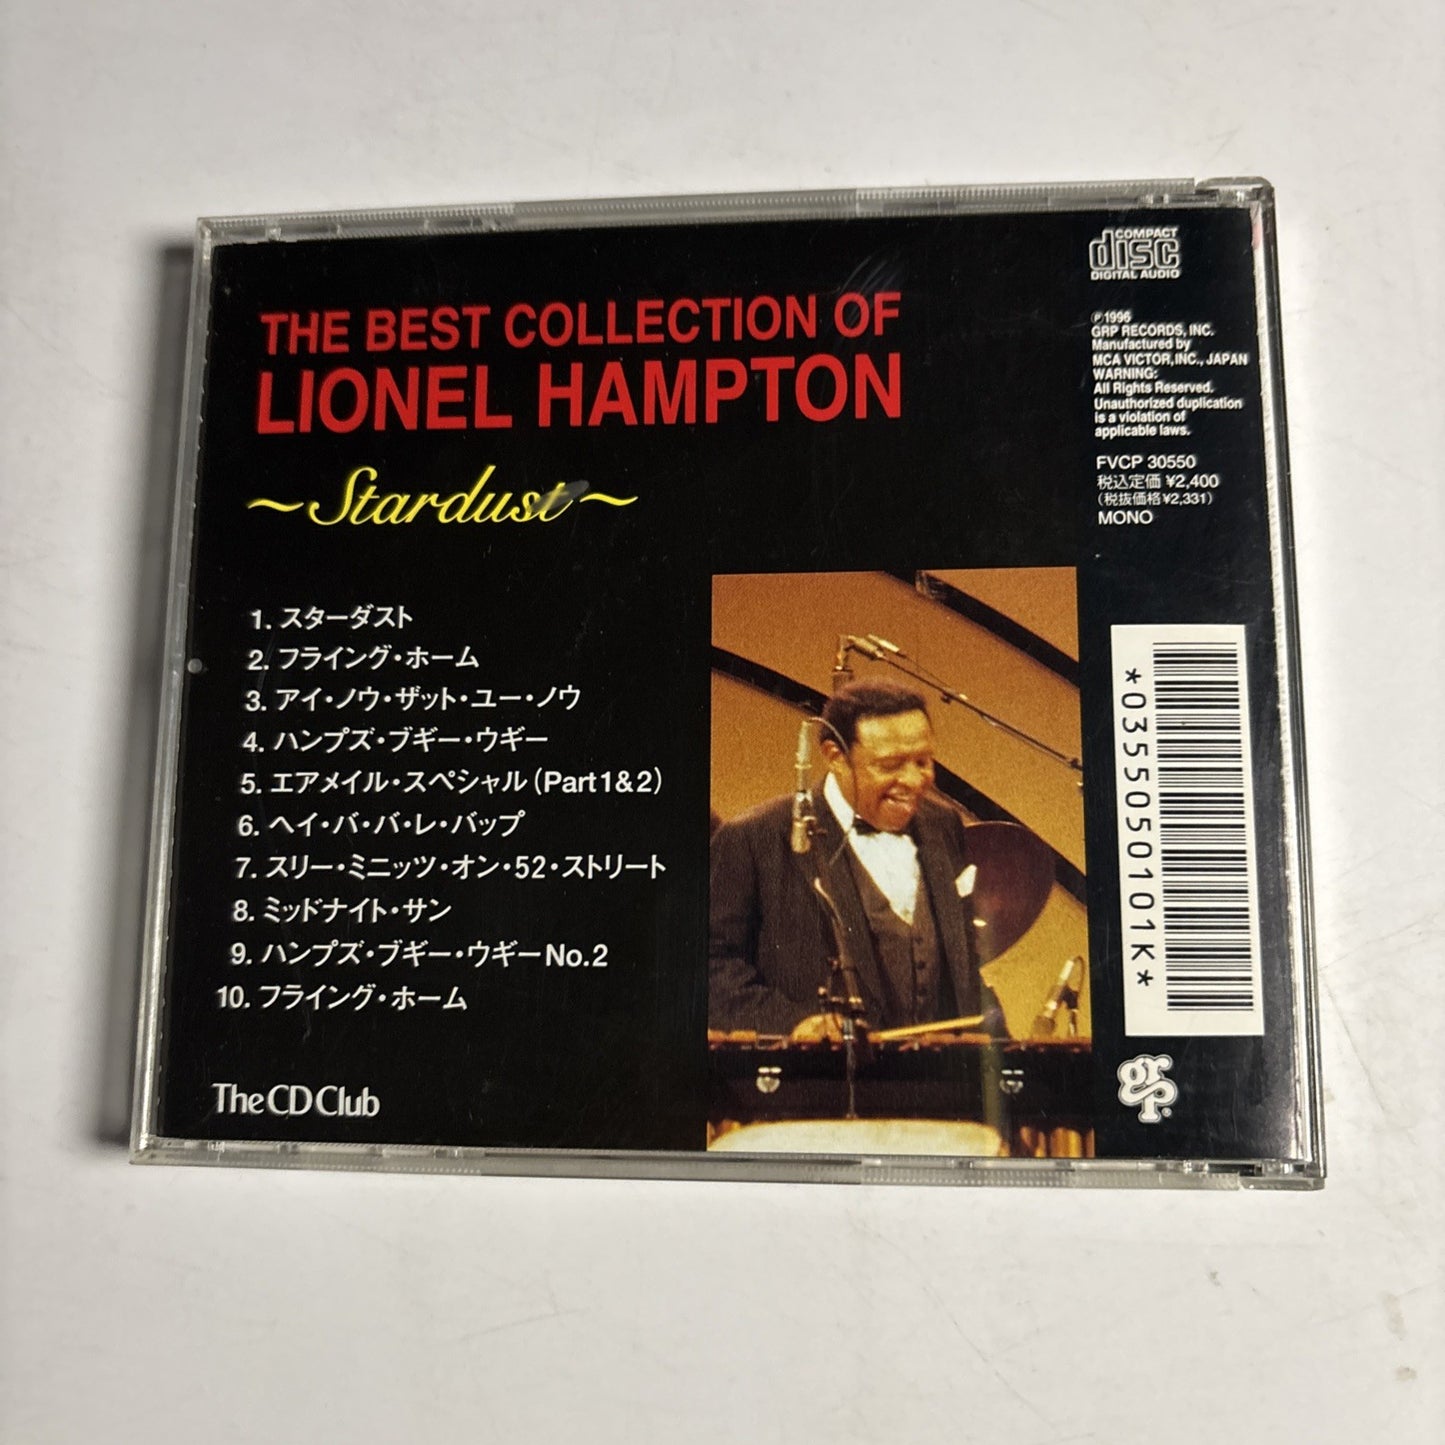 THE BEST COLLECTION OF
LIONEL HAMPTON
~Stardust~
1. スターダスト
2. フライング・ホーム
3. アイ・ノウ・ザット・ユー・ノウ
4. ハンプズ・ブギー・ウギー
5. エアメイル・スペシャル (Part 1 & 2)
6. ヘイ・バ・バ・レ・バップ
7. スリー・ミニッツ・オン・52・ストリート
8. ミッドナイト・サン
9. ハンプズ・ブギー・ウギー No.2
10. フライング・ホーム
The CD Club
COMPACT
disc
DIGITAL AUDIO
℗1996
GRP RECORDS, INC.
Manufactured by
MCA VICTOR, INC., JAPAN
WARNING:
All Rights Reserved.
Unauthorized duplication
is a violation of
applicable laws.
FVCP 30550
税込定価 ¥2,400
(税抜価格 ¥2,331)
MONO
*0355050101K*
GRP®